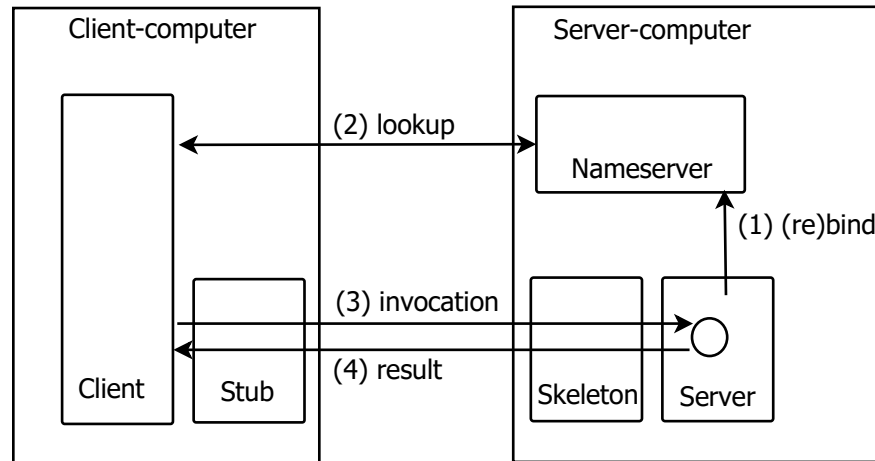 Client-computer
Server-computer
(2) lookup
Nameserver
(1) (re)bind
(3) invocation
(4) result
Client
Stub
Skeleton
Server